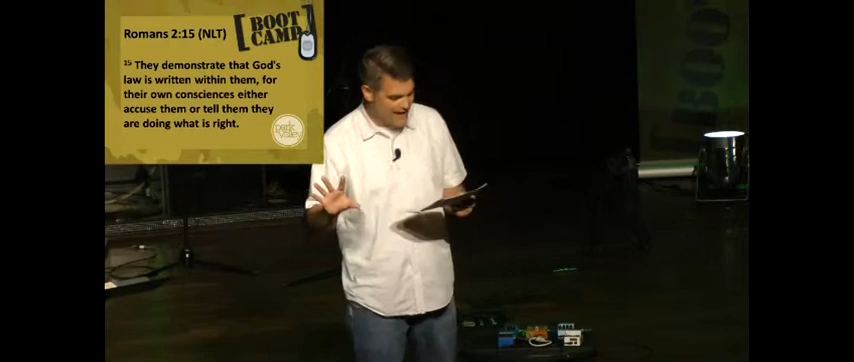 Romans 2:15 (NLT)
BOOT
CAMP
15 They demonstrate that God's
law is written within them, for
their own consciences either
accuse them or tell them they
are doing what is right.
BOOT